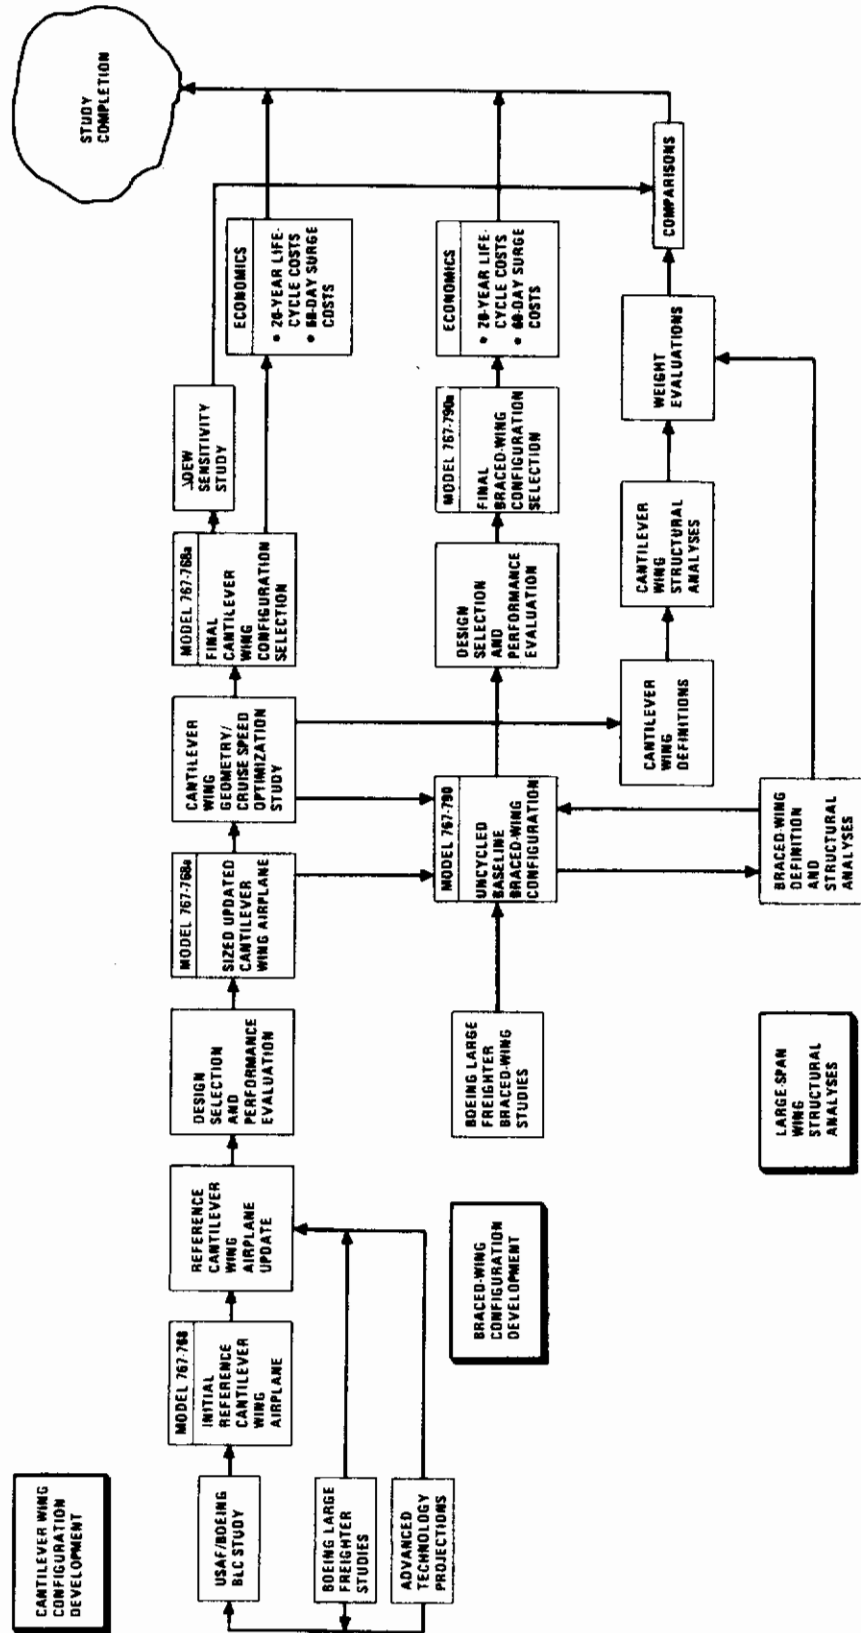 CANTILEVER WING
CONFIGURATION
DEVELOPMENT
USAF/BOEING
BLC STUDY
BOEING LARGE
FREIGHTER
STUDIES
ADVANCED
TECHNOLOGY
PROJECTIONS
MODEL 767-768
INITIAL
REFERENCE
CANTILEVER
WING
AIRPLANE
REFERENCE
CANTILEVER
WING
AIRPLANE
UPDATE
DESIGN
SELECTION
AND
PERFORMANCE
EVALUATION
MODEL 767-768a
SIZED UPDATED
CANTILEVER
WING AIRPLANE
CANTILEVER
WING
GEOMETRY/
CRUISE SPEED
OPTIMIZATION
STUDY
MODEL 767-768a
FINAL
CANTILEVER
WING
CONFIGURATION
SELECTION
ΔOEW
SENSITIVITY
STUDY
ECONOMICS
• 20-YEAR LIFE-
CYCLE COSTS
• 60-DAY SURGE
COSTS
STUDY
COMPLETION
BRACED-WING
CONFIGURATION
DEVELOPMENT
BOEING LARGE
FREIGHTER
BRACED-WING
STUDIES
MODEL 767-790
UNCYCLED
BASELINE
BRACED-WING
CONFIGURATION
DESIGN
SELECTION
AND
PERFORMANCE
EVALUATION
MODEL 767-790a
FINAL
BRACED-WING
CONFIGURATION
SELECTION
ECONOMICS
• 20-YEAR LIFE-
CYCLE COSTS
• 60-DAY SURGE
COSTS
LARGE-SPAN
WING
STRUCTURAL
ANALYSES
BRACED-WING
DEFINITION
AND
STRUCTURAL
ANALYSES
CANTILEVER
WING
DEFINITIONS
CANTILEVER
WING
STRUCTURAL
ANALYSES
WEIGHT
EVALUATIONS
COMPARISONS